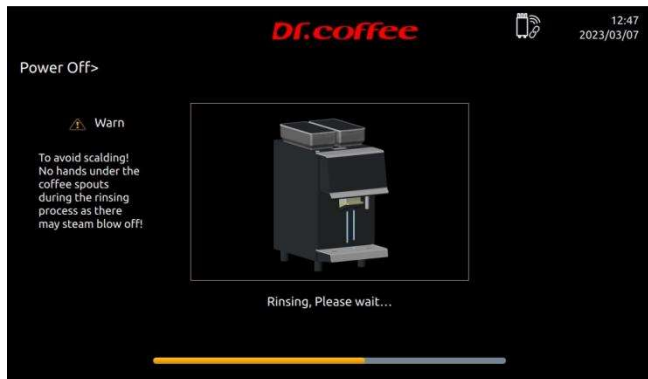 Dr.coffee
12:47
2023/03/07
Power Off>
Warn
To avoid scalding!
No hands under the
coffee spouts
during the rinsing
process as there
may steam blow off!
Rinsing, Please wait...